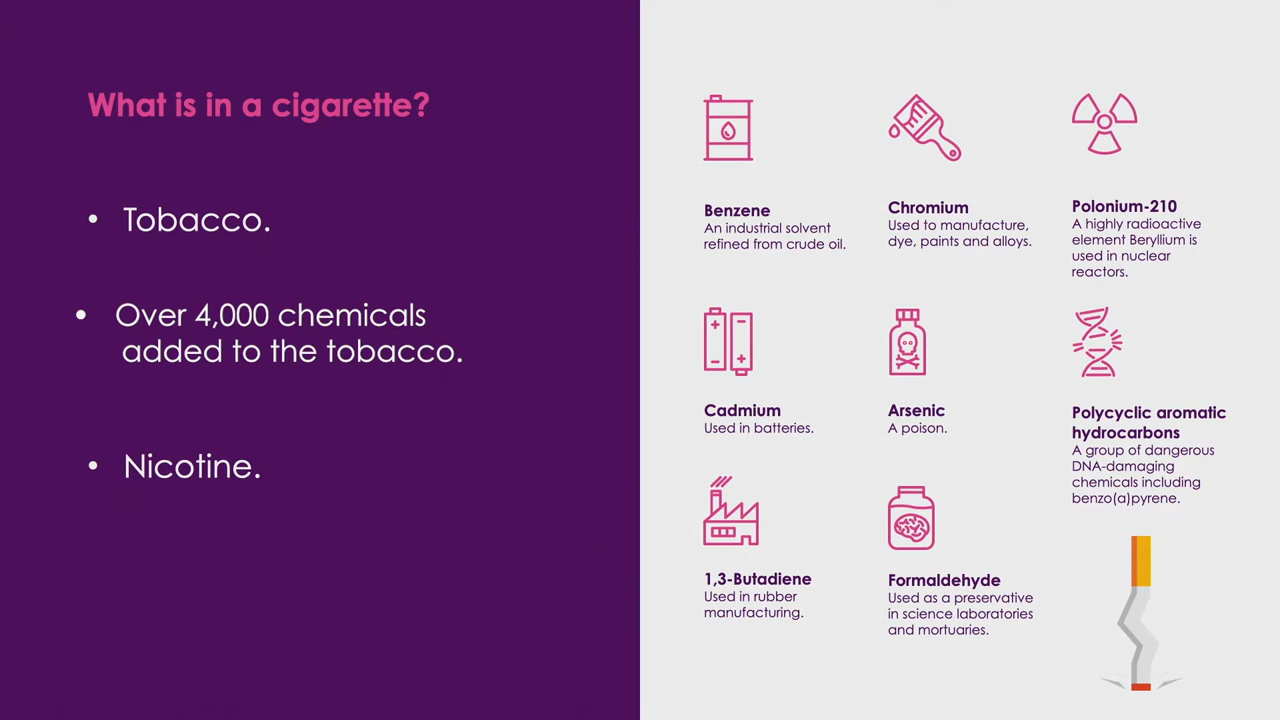 What is in a cigarette?
• Tobacco.
• Over 4,000 chemicals
added to the tobacco.
• Nicotine.
Benzene
An industrial solvent
refined from crude oil.
Chromium
Used to manufacture,
dye, paints and alloys.
Polonium-210
A highly radioactive
element Beryllium is
used in nuclear
reactors.
Cadmium
Used in batteries.
Arsenic
A poison.
Polycyclic aromatic
hydrocarbons
A group of dangerous
DNA-damaging
chemicals including
benzo(a)pyrene.
1,3-Butadiene
Used in rubber
manufacturing.
Formaldehyde
Used as a preservative
in science laboratories
and mortuaries.